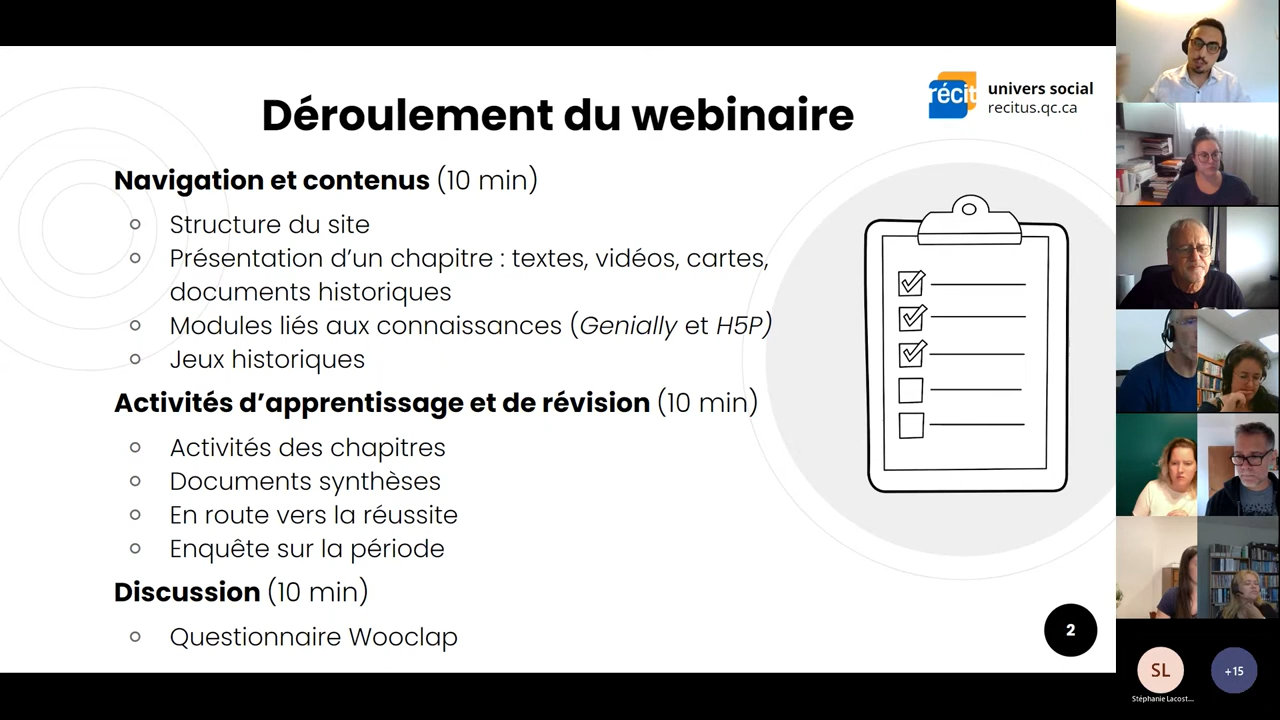 Déroulement du webinaire
récit
univers social
recitus.qc.ca
Navigation et contenus (10 min)
Structure du site
Présentation d’un chapitre : textes, vidéos, cartes,
documents historiques
Modules liés aux connaissances (Genially et H5P)
Jeux historiques
Activités d’apprentissage et de révision (10 min)
Activités des chapitres
Documents synthèses
En route vers la réussite
Enquête sur la période
Discussion (10 min)
Questionnaire Wooclap
2
SL
Stéphanie Lacost...
+15